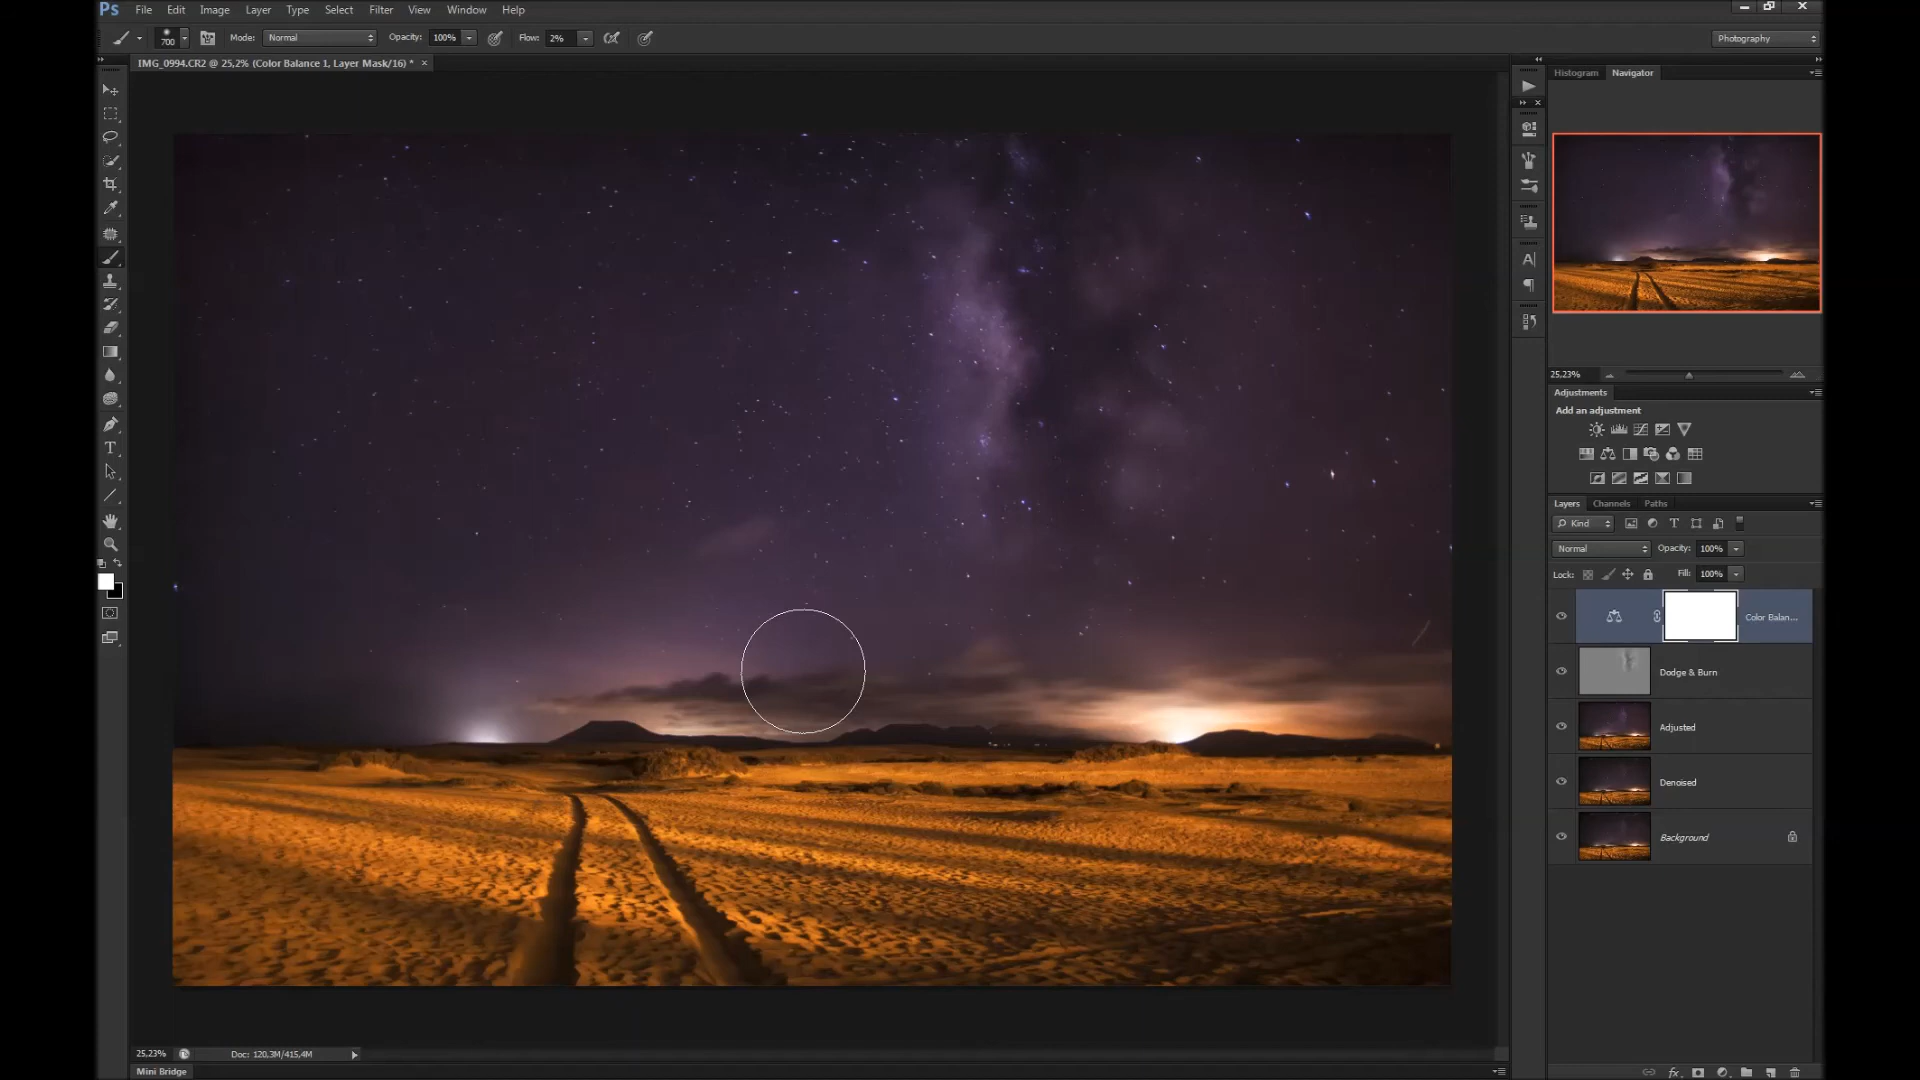 Ps File Edit Image Layer Type Select Filter View Window Help
700 Mode: Normal Opacity: 100% Flow: 2% Photography
IMG_0994.CR2 @ 25,2% (Color Balance 1, Layer Mask/16) *
Histogram Navigator
25,23%
Adjustments
Add an adjustment
Layers Channels Paths
Kind
Normal Opacity: 100%
Lock: Fill: 100%
Color Balan...
Dodge & Burn
Adjusted
Denoised
Background
25,23% Doc: 120,3M/415,4M
Mini Bridge